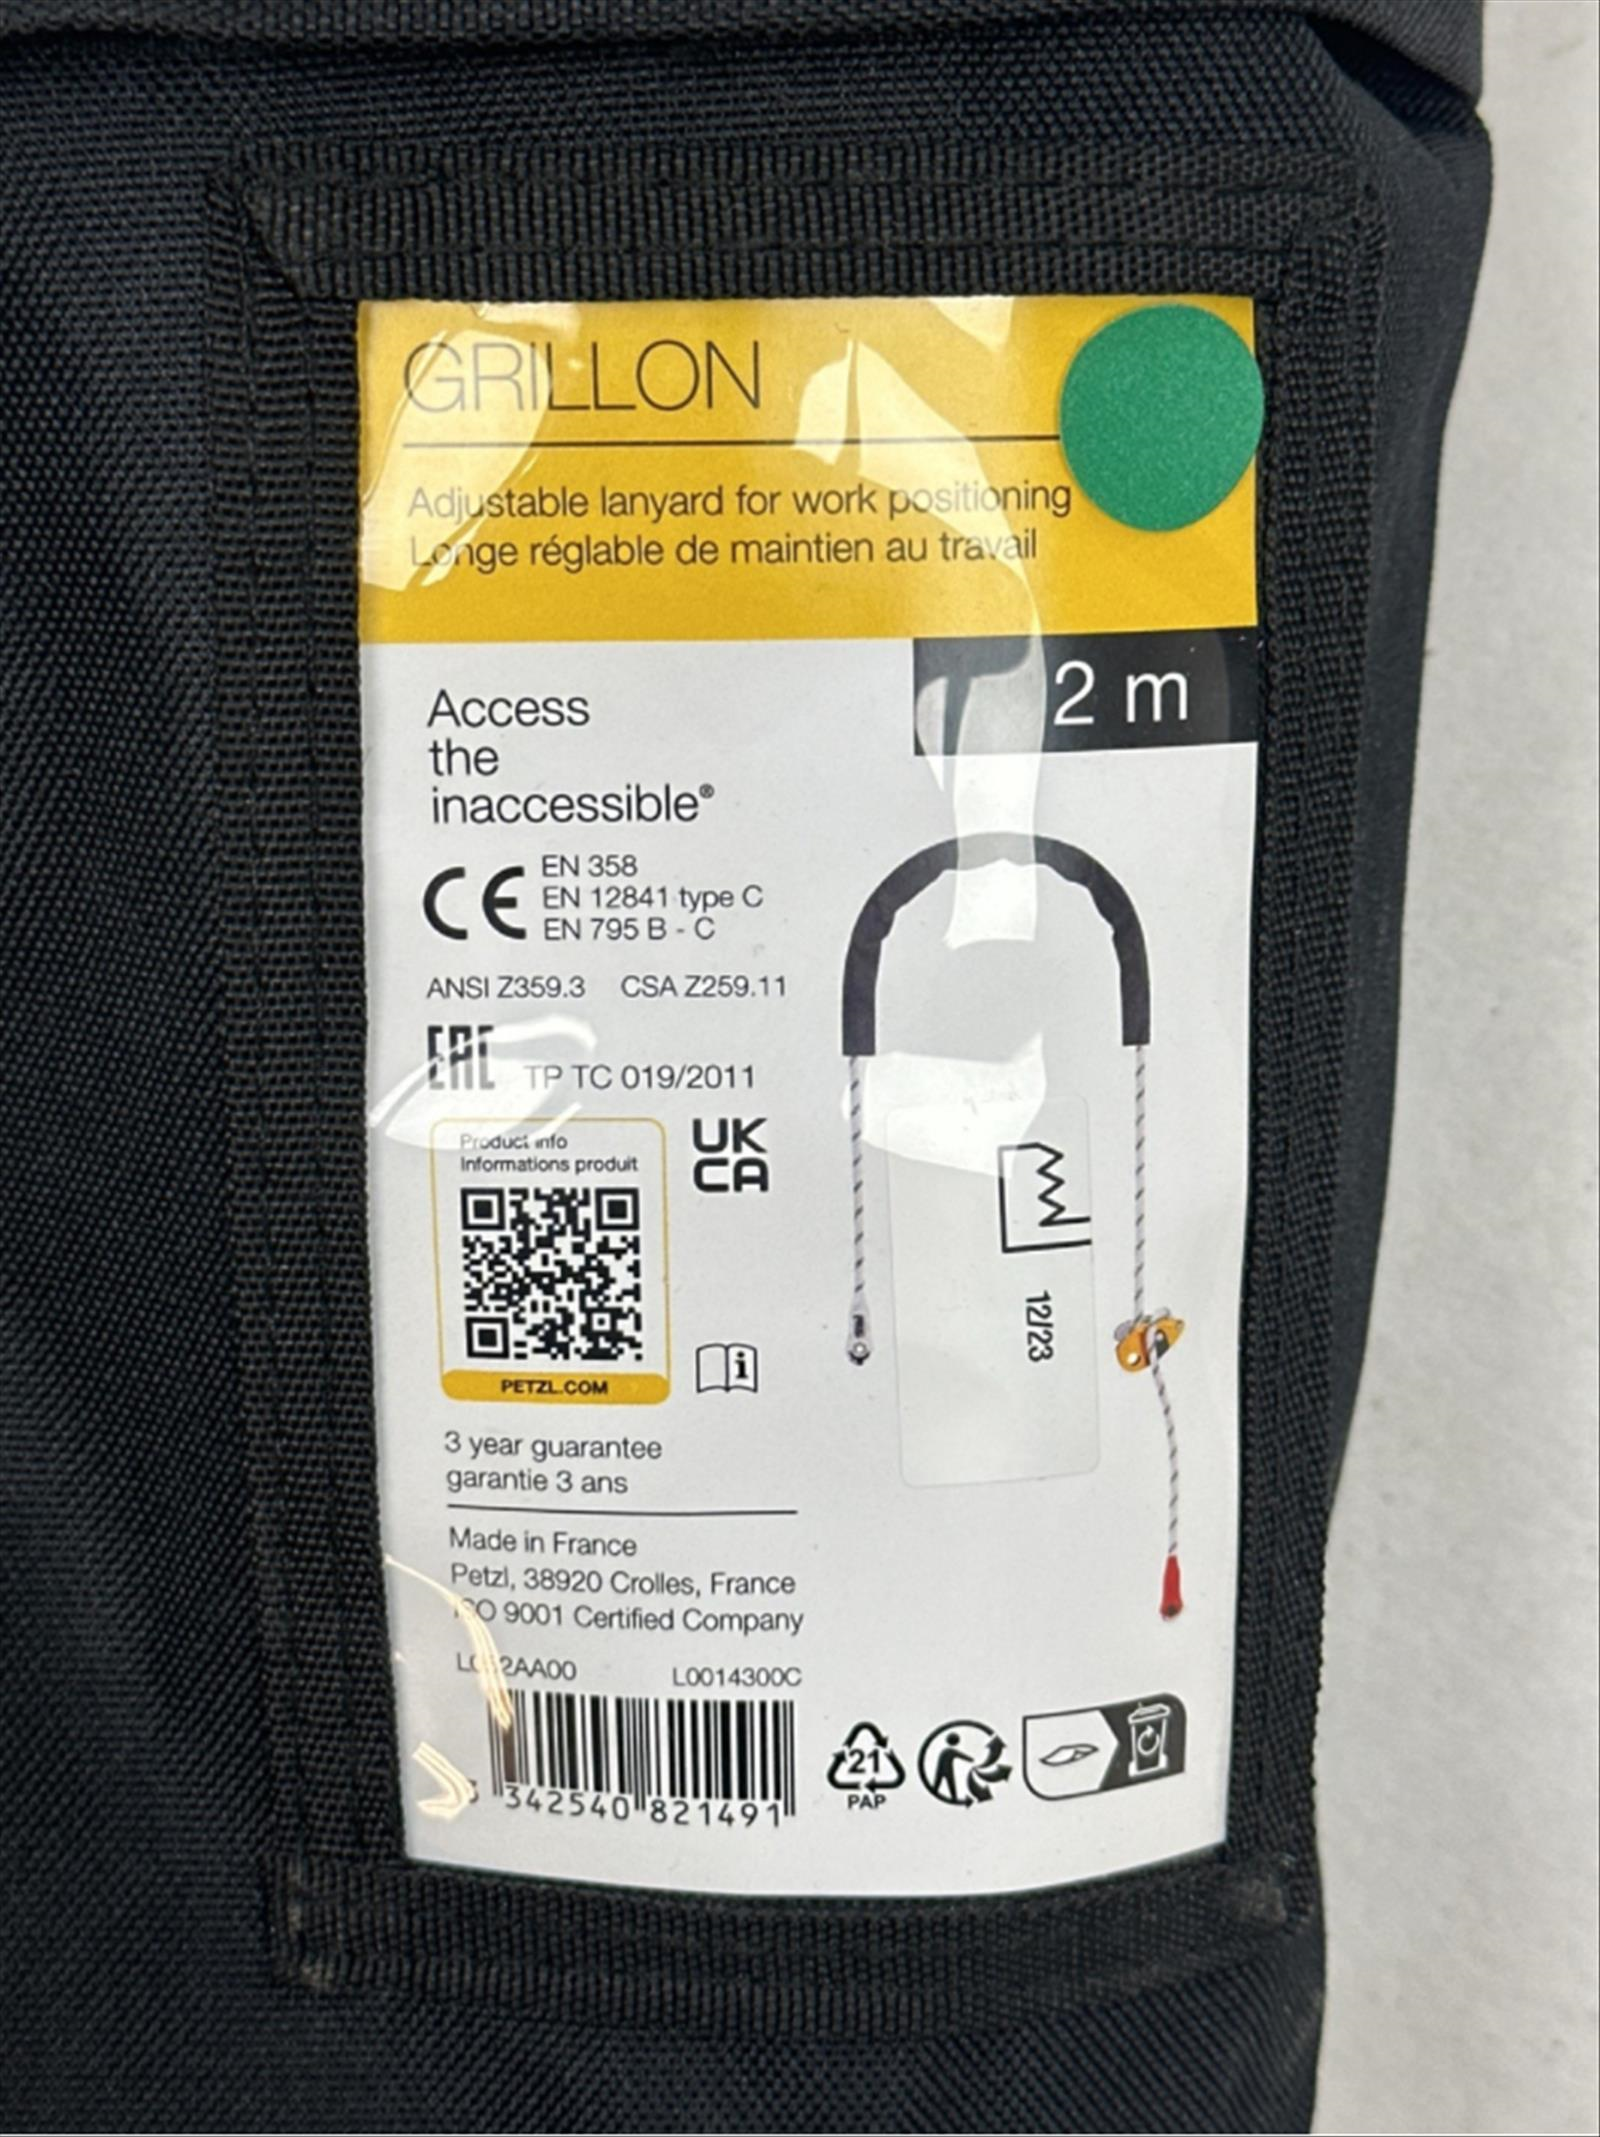 GRILLON
Adjustable lanyard for work positioning
Longe réglable de maintien au travail
2 m
Access
the
inaccessible®
CE
EN 358
EN 12841 type C
EN 795 B - C
ANSI Z359.3 CSA Z259.11
EAC TP TC 019/2011
Product info
Informations produit
UK
CA
12/23
i
PETZL.COM
3 year guarantee
garantie 3 ans
Made in France
Petzl, 38920 Crolles, France
ISO 9001 Certified Company
L0014300C
342540 821491
21
PAP